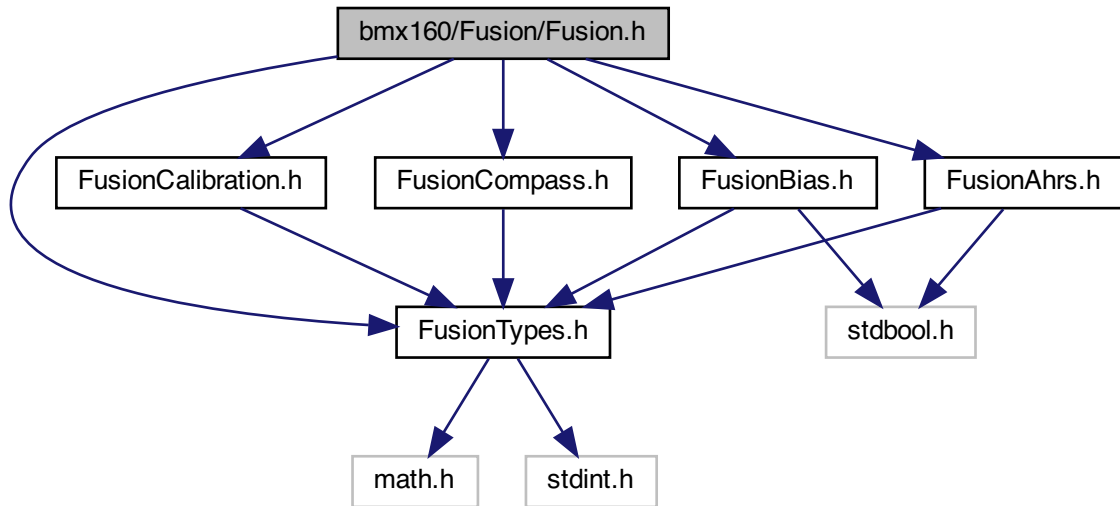 bmx160/Fusion/Fusion.h
FusionCalibration.h
FusionCompass.h
FusionBias.h
FusionAhrs.h
FusionTypes.h
stdbool.h
math.h
stdint.h